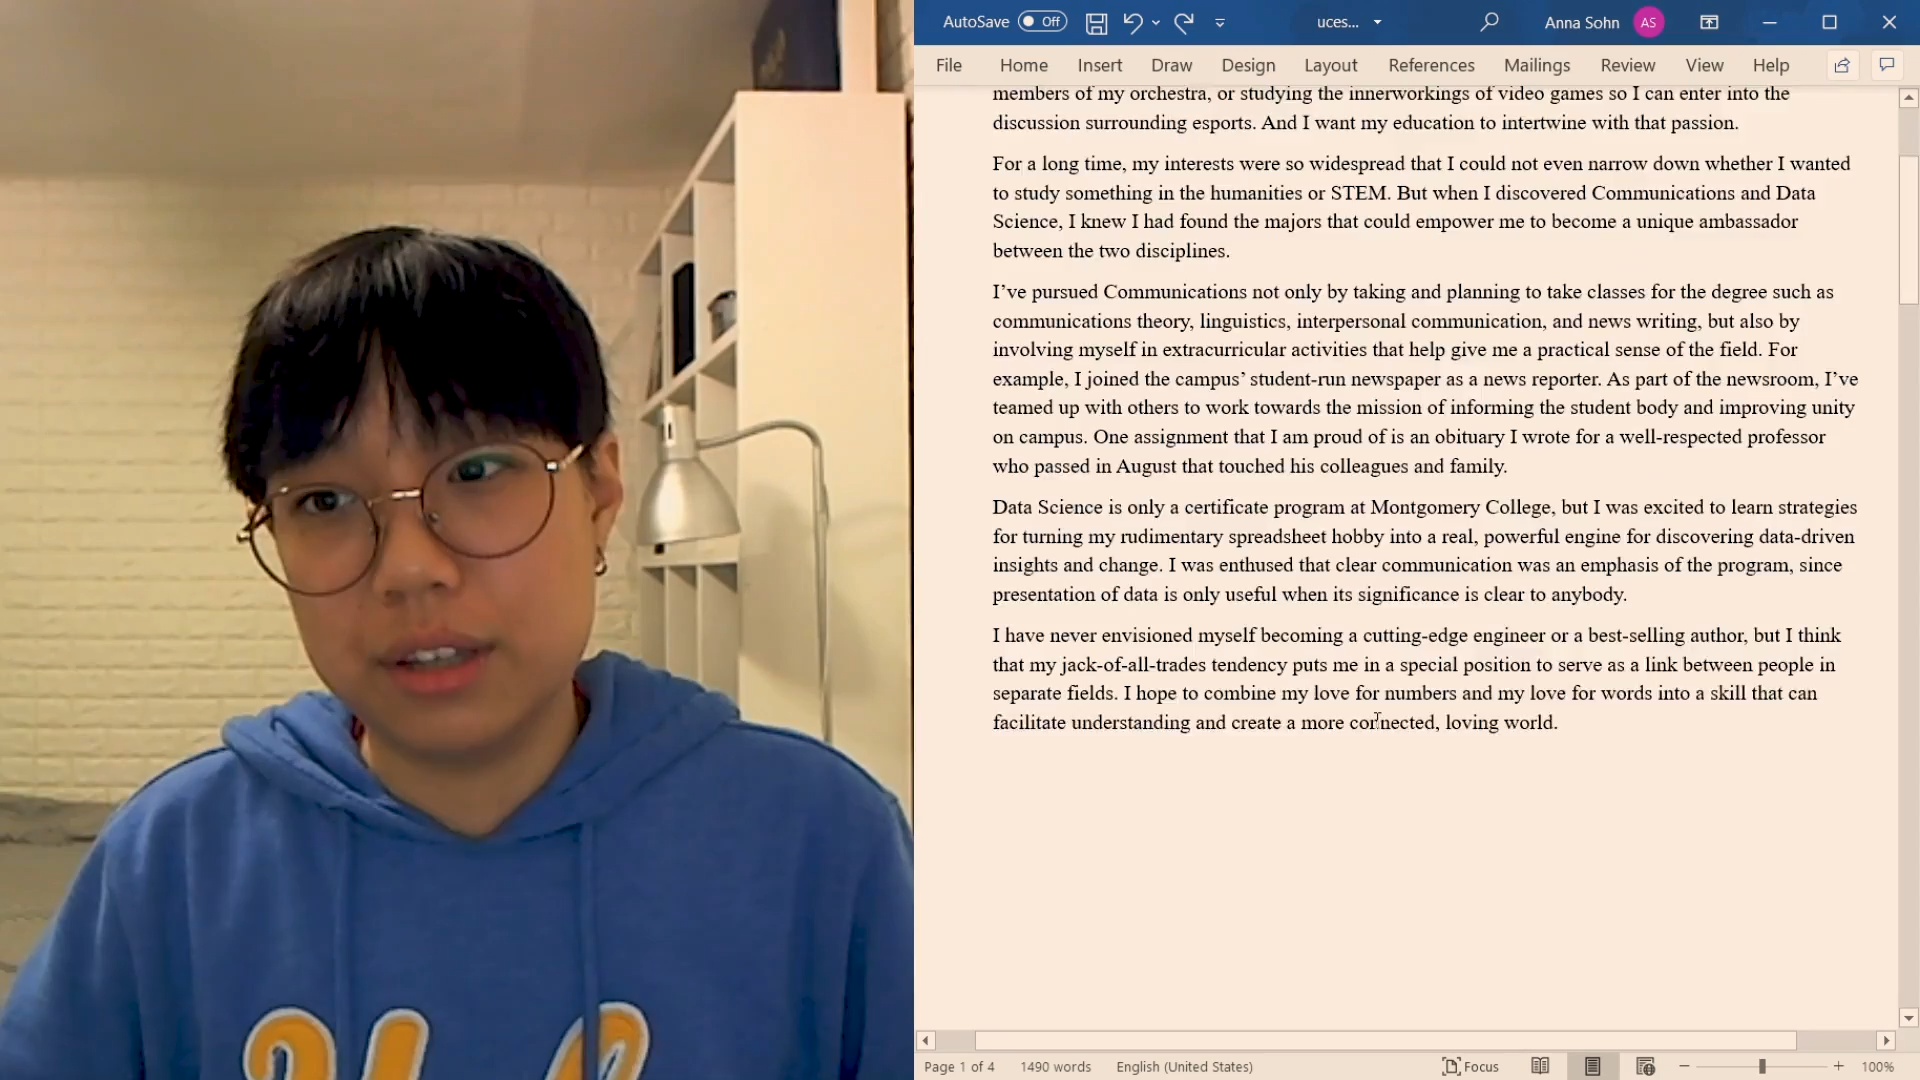 AutoSave Off uces... Anna Sohn AS
File Home Insert Draw Design Layout References Mailings Review View Help
members of my orchestra, or studying the innerworkings of video games so I can enter into the
discussion surrounding esports. And I want my education to intertwine with that passion.
For a long time, my interests were so widespread that I could not even narrow down whether I wanted
to study something in the humanities or STEM. But when I discovered Communications and Data
Science, I knew I had found the majors that could empower me to become a unique ambassador
between the two disciplines.
I've pursued Communications not only by taking and planning to take classes for the degree such as
communications theory, linguistics, interpersonal communication, and news writing, but also by
involving myself in extracurricular activities that help give me a practical sense of the field. For
example, I joined the campus' student-run newspaper as a news reporter. As part of the newsroom, I've
teamed up with others to work towards the mission of informing the student body and improving unity
on campus. One assignment that I am proud of is an obituary I wrote for a well-respected professor
who passed in August that touched his colleagues and family.
Data Science is only a certificate program at Montgomery College, but I was excited to learn strategies
for turning my rudimentary spreadsheet hobby into a real, powerful engine for discovering data-driven
insights and change. I was enthused that clear communication was an emphasis of the program, since
presentation of data is only useful when its significance is clear to anybody.
I have never envisioned myself becoming a cutting-edge engineer or a best-selling author, but I think
that my jack-of-all-trades tendency puts me in a special position to serve as a link between people in
separate fields. I hope to combine my love for numbers and my love for words into a skill that can
facilitate understanding and create a more connected, loving world.
Page 1 of 4 1490 words English (United States) Focus 100%